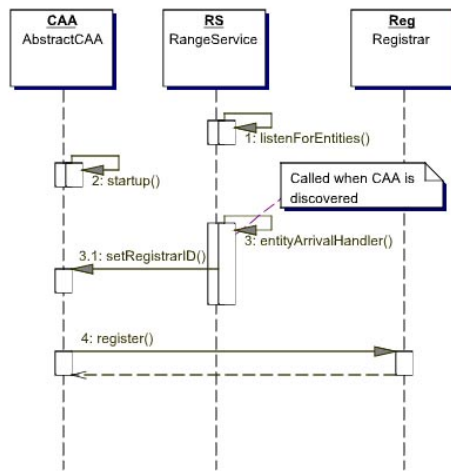 CAA
AbstractCAA
RS
RangeService
Reg
Registrar
1: listenForEntities()
2: startup()
Called when CAA is
discovered
3: entityArrivalHandler()
3.1: setRegistrarID()
4: register()